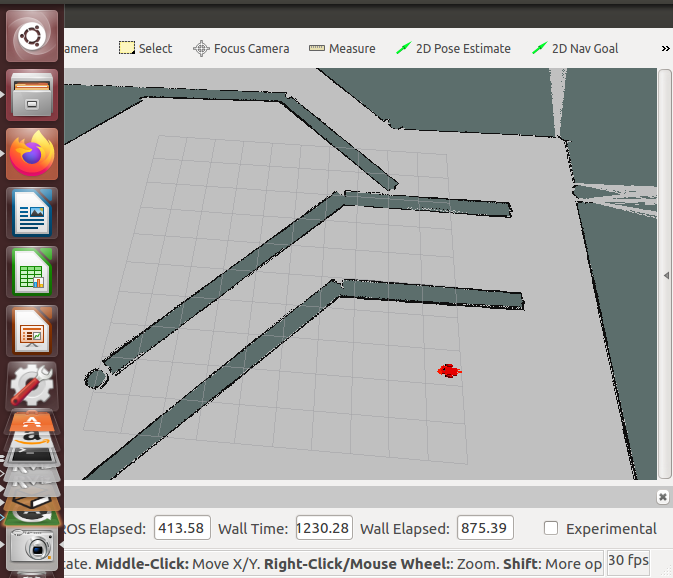 amera Select Focus Camera Measure 2D Pose Estimate 2D Nav Goal »
ROS Elapsed: 413.58 Wall Time: 1230.28 Wall Elapsed: 875.39 Experimental
tate. Middle-Click: Move X/Y. Right-Click/Mouse Wheel:: Zoom. Shift: More op 30 fps